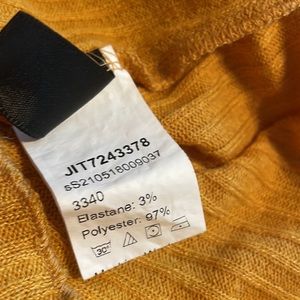 JIT7243378
sS210518009037
3340
Elastane: 3%
Polyester: 97%
30